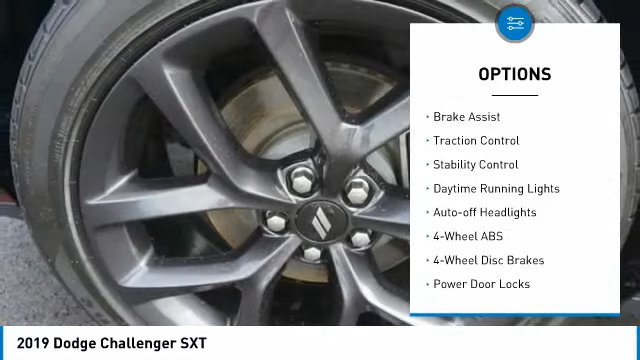 OPTIONS
Brake Assist
Traction Control
Stability Control
Daytime Running Lights
Auto-off Headlights
4-Wheel ABS
4-Wheel Disc Brakes
Power Door Locks
2019 Dodge Challenger SXT